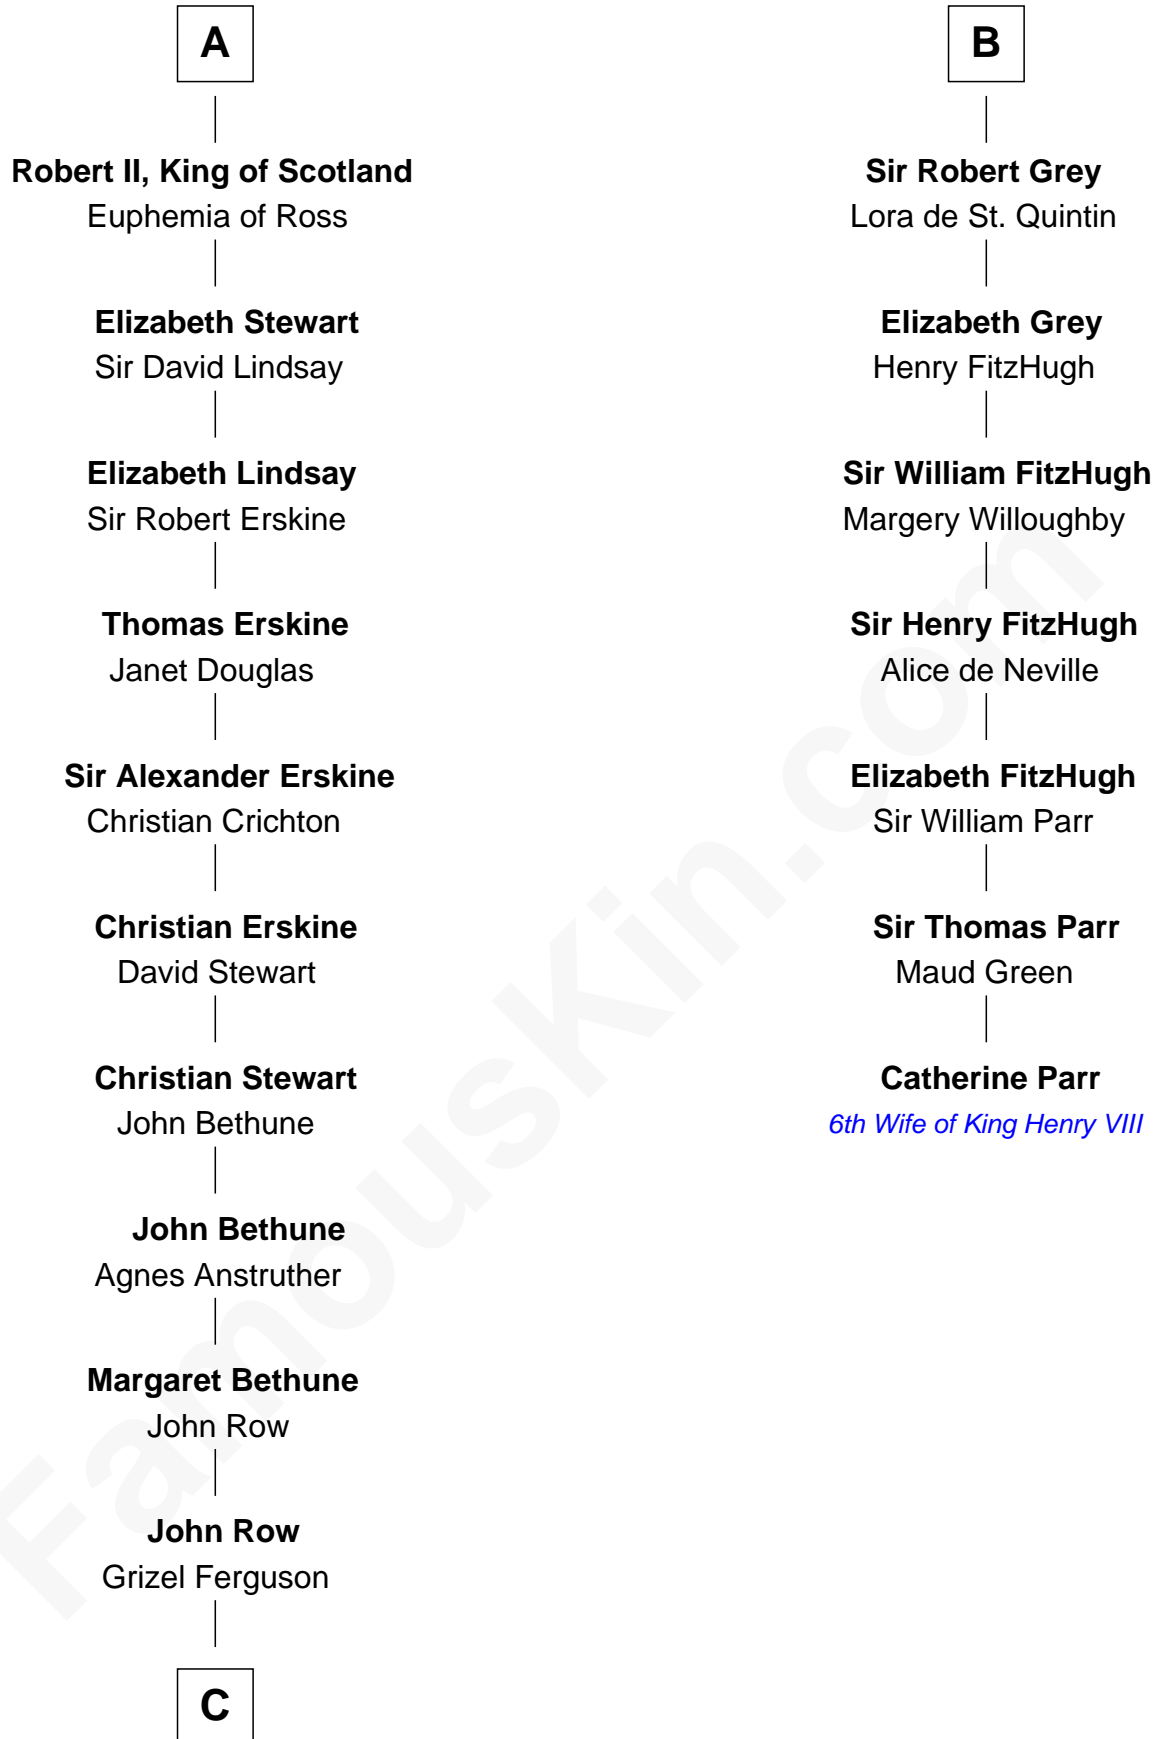 A
Robert II, King of Scotland
Euphemia of Ross
Elizabeth Stewart
Sir David Lindsay
Elizabeth Lindsay
Sir Robert Erskine
Thomas Erskine
Janet Douglas
Sir Alexander Erskine
Christian Crichton
Christian Erskine
David Stewart
Christian Stewart
John Bethune
John Bethune
Agnes Anstruther
Margaret Bethune
John Row
John Row
Grizel Ferguson
C
B
Sir Robert Grey
Lora de St. Quintin
Elizabeth Grey
Henry FitzHugh
Sir William FitzHugh
Margery Willoughby
Sir Henry FitzHugh
Alice de Neville
Elizabeth FitzHugh
Sir William Parr
Sir Thomas Parr
Maud Green
Catherine Parr
6th Wife of King Henry VIII
FamousKin.com